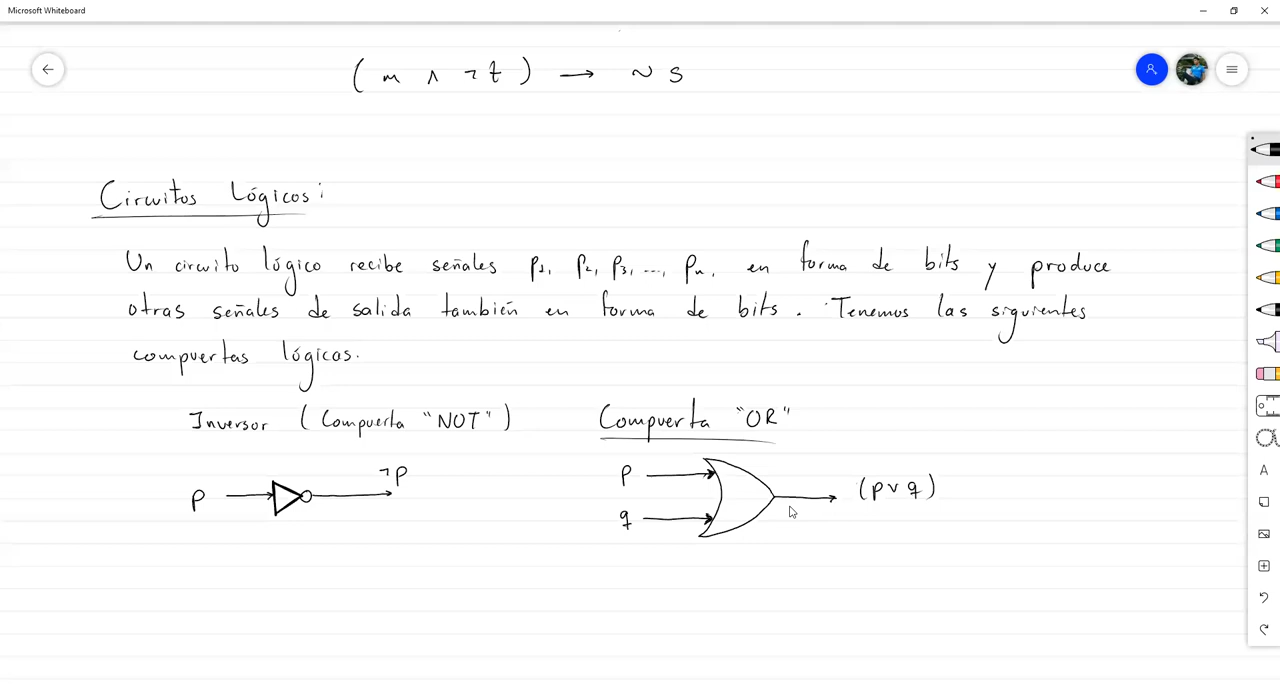 Microsoft Whiteboard
(m ∧ ¬t) → ~ s
Circuitos Lógicos:
Un circuito lógico recibe señales p1, p2, p3, ..., pn, en forma de bits y produce
otras señales de salida también en forma de bits. Tenemos las siguientes
compuertas lógicas.
Inversor (Compuerta "NOT")
p
¬p
Compuerta "OR"
p
q
(p∨q)
A